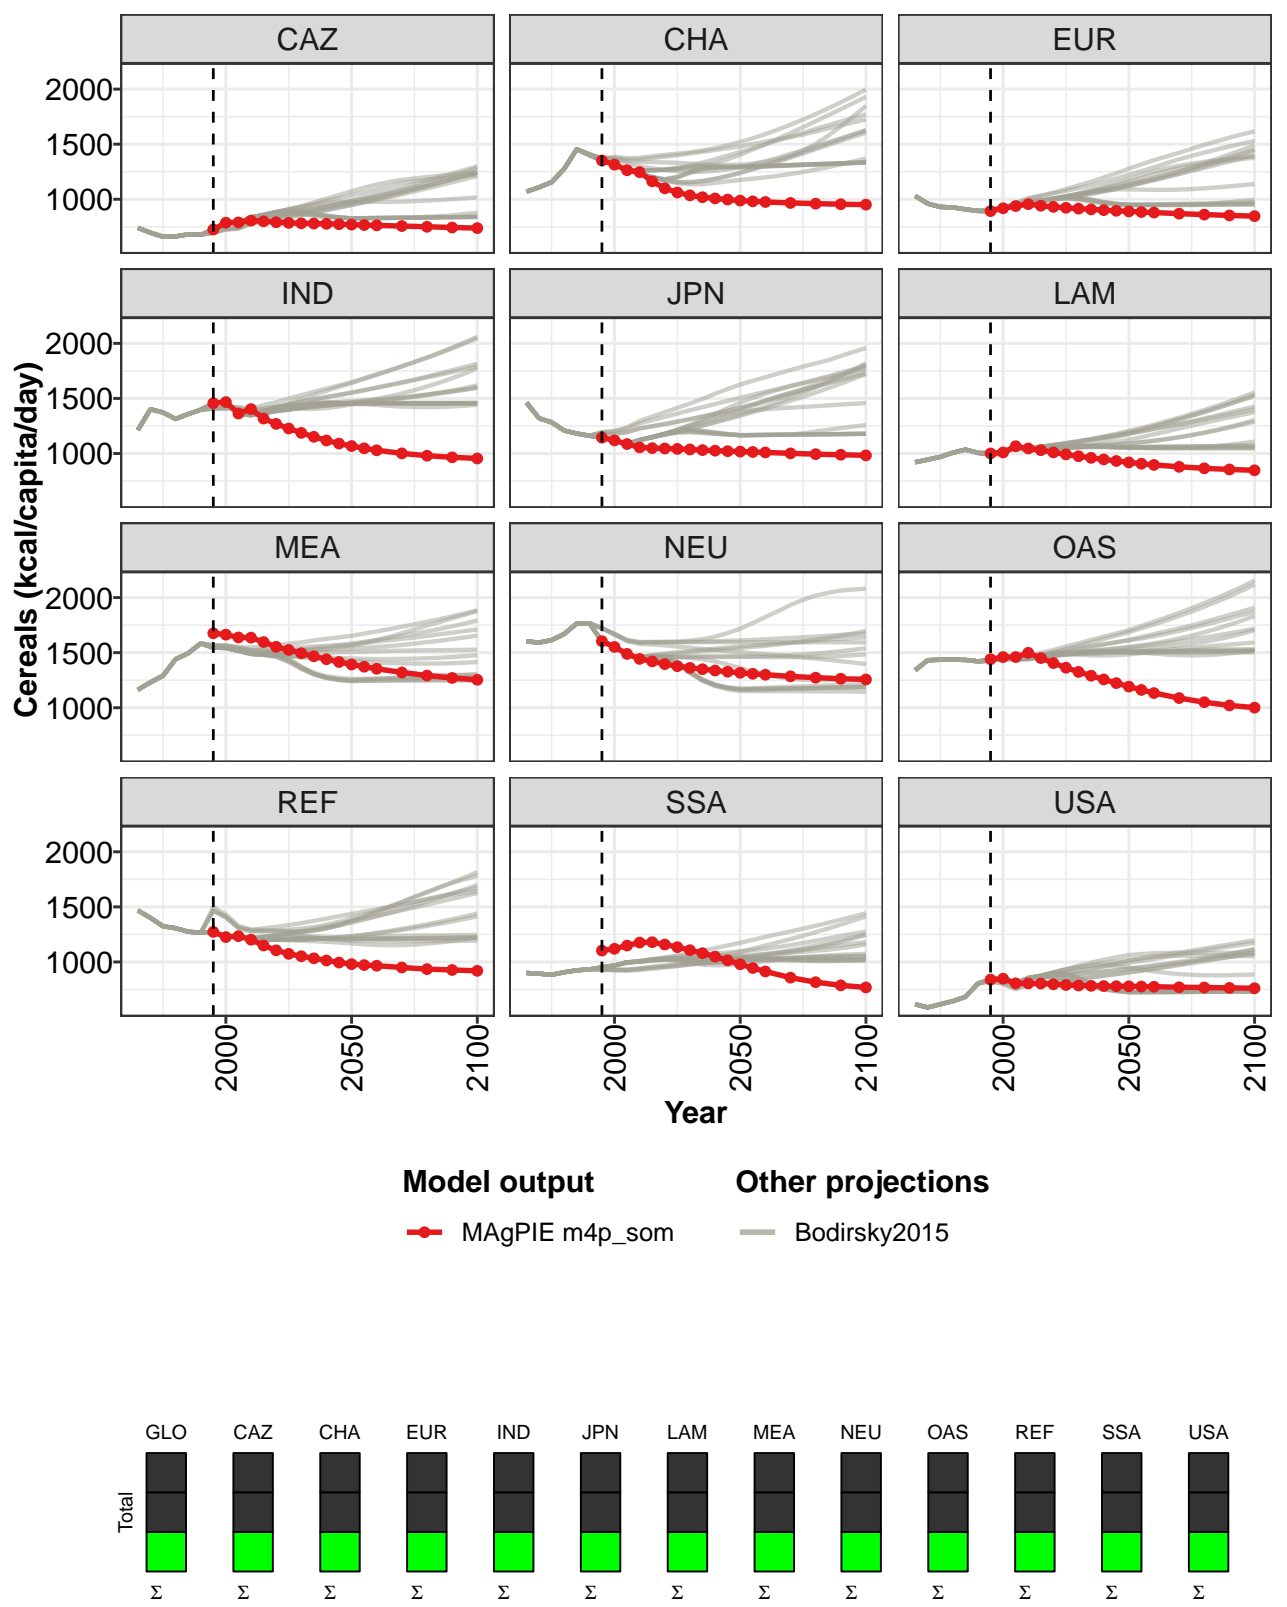 CAZ CHA EUR
2000
1500
1000
IND JPN LAM
2000
1500
1000
Cereals (kcal/capita/day)
MEA NEU OAS
2000
1500
1000
REF SSA USA
2000
1500
1000
2000 2050 2100 2000 2050 2100 2000 2050 2100
Year
Model output Other projections
MAgPIE m4p_som Bodirsky2015
GLO CAZ CHA EUR IND JPN LAM MEA NEU OAS REF SSA USA
Total
Σ Σ Σ Σ Σ Σ Σ Σ Σ Σ Σ Σ Σ